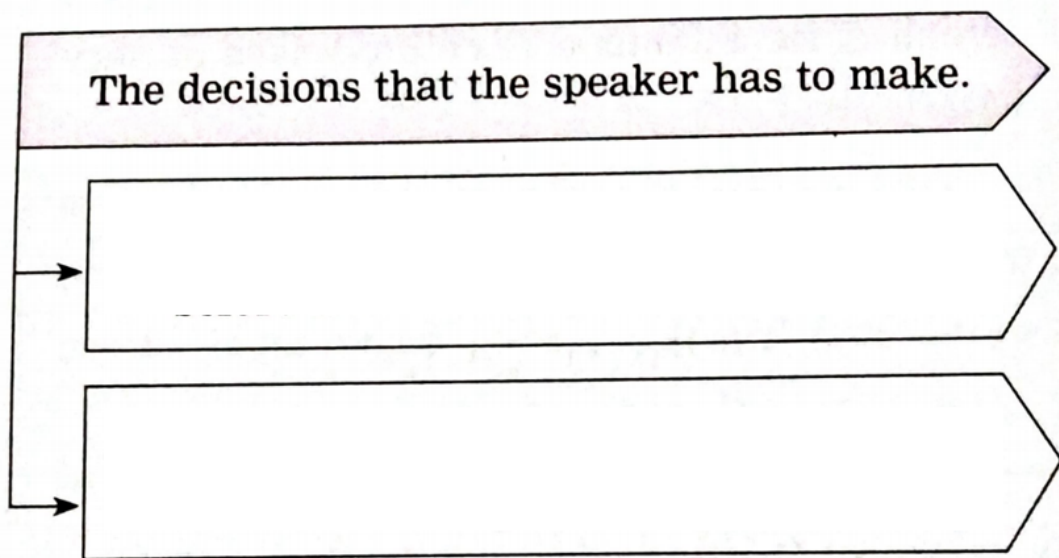 The decisions that the speaker has to make.